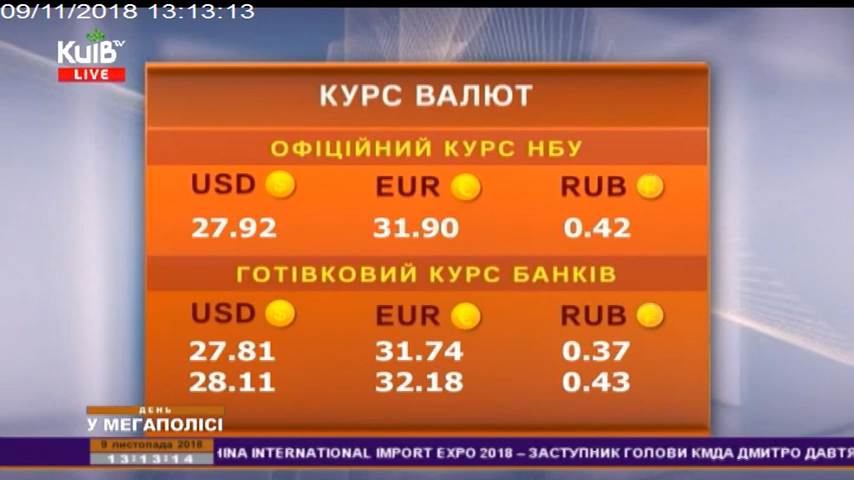 09/11/2018 13:13:13
КиЇВ TV
LIVE
КУРС ВАЛЮТ
ОФІЦІЙНИЙ КУРС НБУ
USD $ EUR € RUB
27.92 31.90 0.42
ГОТІВКОВИЙ КУРС БАНКІВ
USD $ EUR € RUB
27.81 31.74 0.37
28.11 32.18 0.43
ДЕНЬ
У МЕГАПОЛІСІ
9 листопада 2018
13:13:14
HINA INTERNATIONAL IMPORT EXPO 2018 – ЗАСТУПНИК ГОЛОВИ КМДА ДМИТРО ДАВТЯ